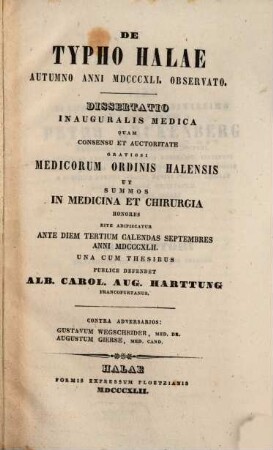 DE
TYPHO HALAE
AUTUMNO ANNI MDCCCXLI. OBSERVATO.
DISSERTATIO
INAUGURALIS MEDICA
QUAM
CONSENSU ET AUCTORITATE
GRATIOSI
MEDICORUM ORDINIS HALENSIS
UT
SUMMOS
IN MEDICINA ET CHIRURGIA
HONORES
RITE ADIPISCATUR
ANTE DIEM TERTIUM CALENDAS SEPTEMBRES
ANNI MDCCCXLII.
UNA CUM THESIBUS
PUBLICE DEFENDET
ALB. CAROL. AUG. HARTTUNG
FRANCOFURTANUS.
CONTRA ADVERSARIOS:
GUSTAVUM WEGSCHEIDER, MED. DR.
AUGUSTUM GIERSE, MED. CAND.
HALAE
FORMIS EXPRESSUM PLOETZIANIS
MDCCCXLII.